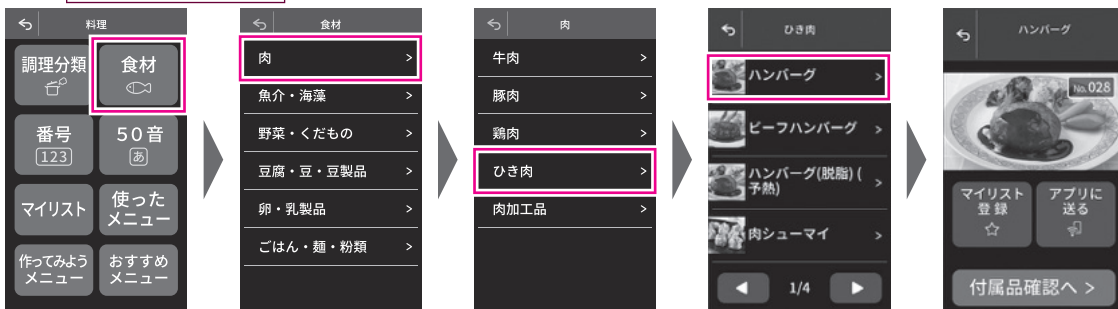 料理
調理分類
食材
番号
123
50音
あ
マイリスト
使った
メニュー
作ってみよう
メニュー
おすすめ
メニュー
食材
肉 >
魚介・海藻 >
野菜・くだもの >
豆腐・豆・豆製品 >
卵・乳製品 >
ごはん・麺・粉類 >
肉
牛肉 >
豚肉 >
鶏肉 >
ひき肉 >
肉加工品 >
ひき肉
ハンバーグ >
ビーフハンバーグ >
ハンバーグ(脱脂) (
予熱) >
肉シューマイ >
1/4
ハンバーグ
No.028
マイリスト
登録
アプリに
送る
付属品確認へ >